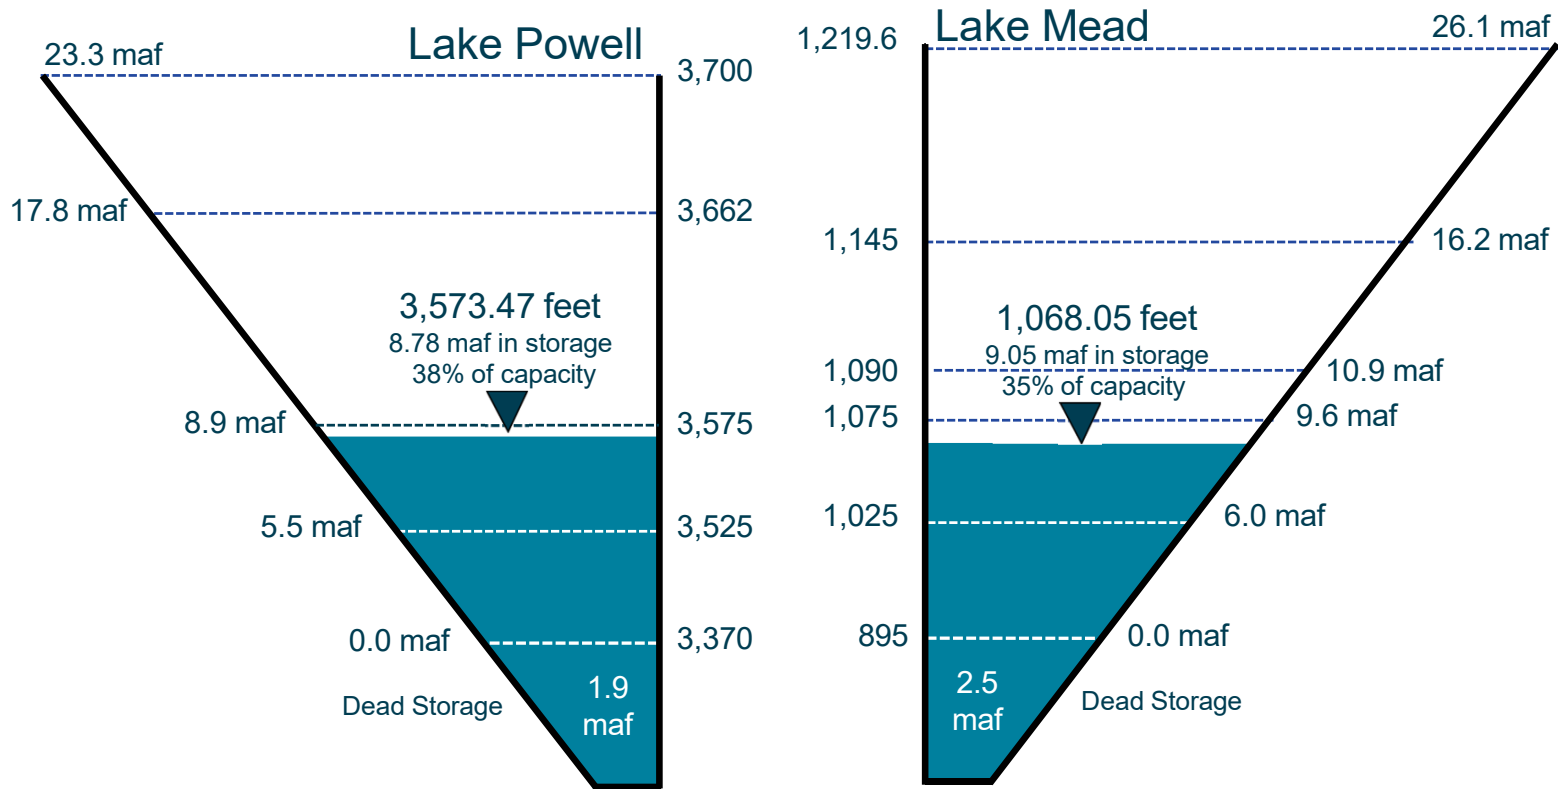 Lake Powell
23.3 maf
3,700
17.8 maf
3,662
3,573.47 feet
8.78 maf in storage
38% of capacity
8.9 maf
3,575
5.5 maf
3,525
0.0 maf
3,370
1.9
maf
Dead Storage
Lake Mead
1,219.6
26.1 maf
1,145
16.2 maf
1,068.05 feet
9.05 maf in storage
35% of capacity
1,090
10.9 maf
1,075
9.6 maf
1,025
6.0 maf
895
0.0 maf
2.5
maf
Dead Storage